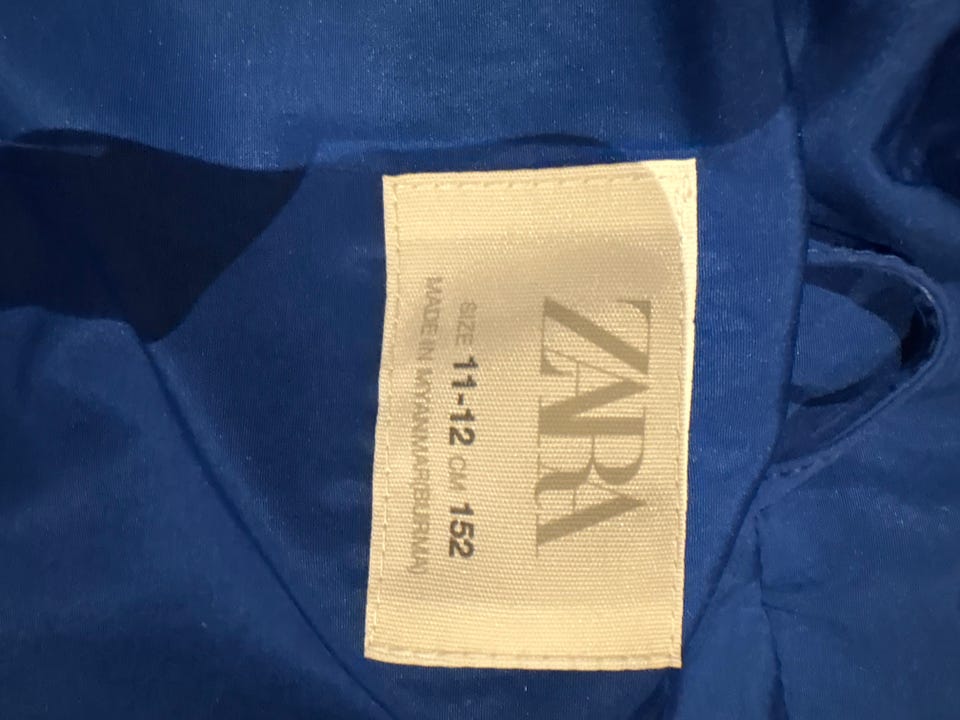 ZARA
SIZE 11-12 CM 152
MADE IN MYANMAR(BURMA)